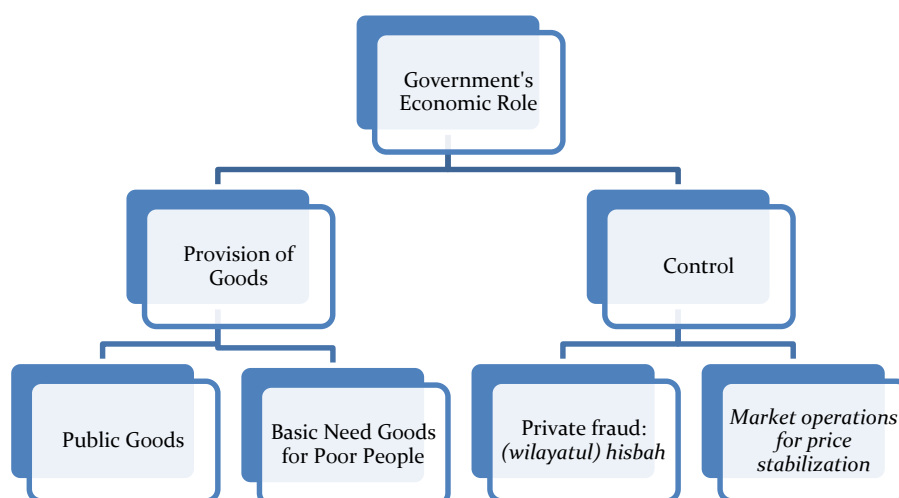 Government's
Economic Role
Provision of
Goods
Control
Public Goods
Basic Need Goods
for Poor People
Private fraud:
(wilayatul) hisbah
Market operations
for price
stabilization